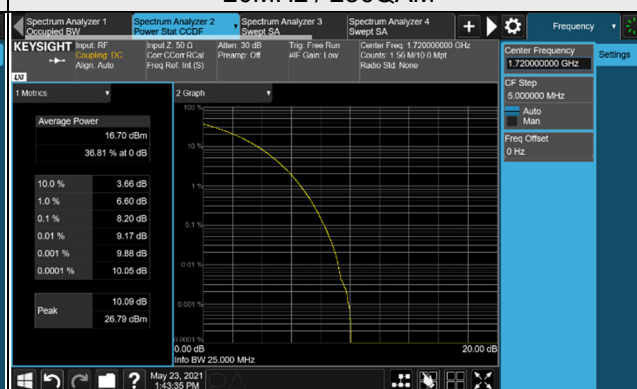 20MHz / 256QAM
Spectrum Analyzer 1
Occupied BW
Spectrum Analyzer 2
Power Stat CCDF
Spectrum Analyzer 3
Swept SA
Spectrum Analyzer 4
Swept SA
Frequency
KEYSIGHT
Input: RF
Coupling: DC
Align: Auto
Input Z: 50 Ω
Corr CCorr RCal
Freq Ref: Int (S)
Atten: 30 dB
Preamp: Off
Trig: Free Run
#IF Gain: Low
Center Freq: 1.720000000 GHz
Counts: 1.56 M/10.0 Mpt
Radio Std: None
LXI
Center Frequency
1.720000000 GHz
Settings
CF Step
5.000000 MHz
Auto
Man
Freq Offset
0 Hz
1 Metrics
2 Graph
Average Power
16.70 dBm
36.81 % at 0 dB
10.0 % 3.66 dB
1.0 % 6.60 dB
0.1 % 8.20 dB
0.01 % 9.17 dB
0.001 % 9.88 dB
0.0001 % 10.05 dB
Peak
10.09 dB
26.79 dBm
100 %
10 %
1 %
0.1 %
0.01 %
0.001 %
0.0001 %
0.00 dB
20.00 dB
Info BW 25.000 MHz
May 23, 2021
1:43:35 PM